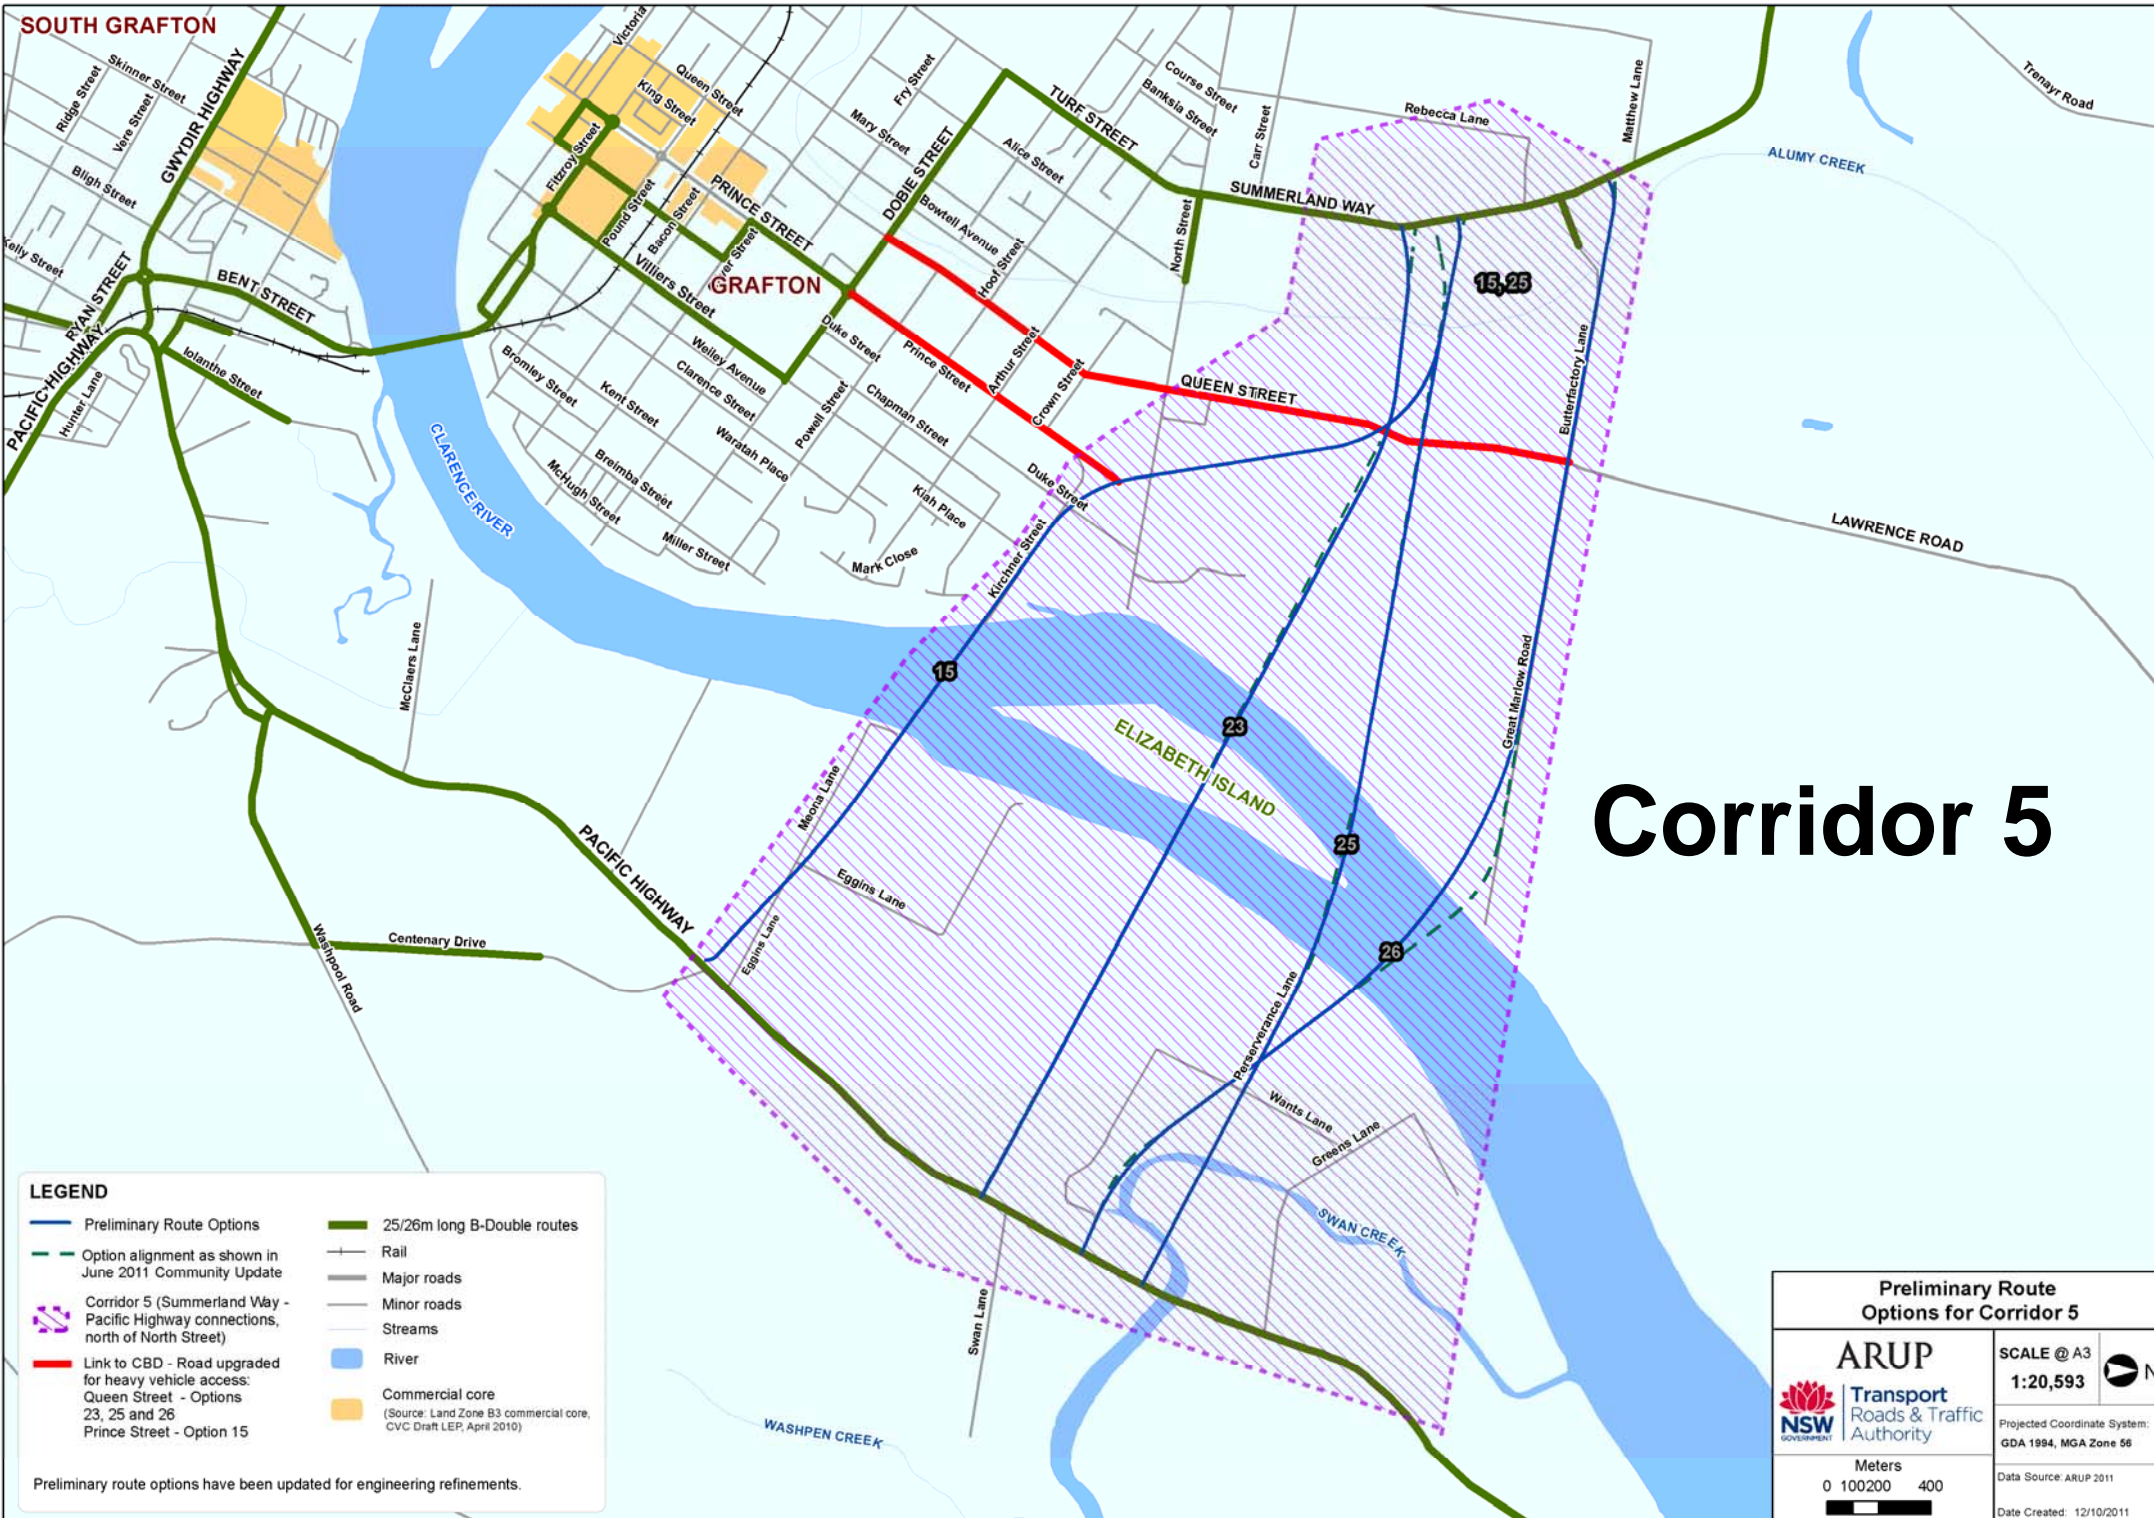 SOUTH GRAFTON
Skinner Street
Ridge Street
Vere Street
GWYDIR HIGHWAY
Bligh Street
Kelly Street
RYAN STREET
BENT STREET
PACIFIC HIGHWAY
Hunter Lane
Iolanthe Street
CLARENCE RIVER
Victoria
Queen Street
King Street
Fitzroy Street
Pound Street
Bacon Street
PRINCE STREET
Villiers Street
GRAFTON
Fry Street
Mary Street
DOBIE STREET
Bowtell Avenue
Alice Street
Hoof Street
TURF STREET
Course Street
Banksia Street
Carr Street
North Street
SUMMERLAND WAY
Rebecca Lane
Matthew Lane
Trenayr Road
ALUMY CREEK
15, 25
Butterfactory Lane
Duke Street
Prince Street
Arthur Street
Crown Street
QUEEN STREET
Weiley Avenue
Clarence Street
Bromley Street
Kent Street
Waratah Place
Powell Street
Chapman Street
Duke Street
Breimba Street
McHugh Street
Miller Street
Kiah Place
Mark Close
Kirchner Street
LAWRENCE ROAD
McClaers Lane
15
23
ELIZABETH ISLAND
25
26
Great Marlow Road
Corridor 5
Meona Lane
Eggins Lane
Eggins Lane
PACIFIC HIGHWAY
Centenary Drive
Washpool Road
Perserverance Lane
Wants Lane
Greens Lane
SWAN CREEK
Swan Lane
WASHPEN CREEK
LEGEND
Preliminary Route Options
Option alignment as shown in
June 2011 Community Update
Corridor 5 (Summerland Way -
Pacific Highway connections,
north of North Street)
Link to CBD - Road upgraded
for heavy vehicle access:
Queen Street - Options
23, 25 and 26
Prince Street - Option 15
25/26m long B-Double routes
Rail
Major roads
Minor roads
Streams
River
Commercial core
(Source: Land Zone B3 commercial core,
CVC Draft LEP, April 2010)
Preliminary route options have been updated for engineering refinements.
Preliminary Route
Options for Corridor 5
ARUP
NSW
GOVERNMENT
Transport
Roads & Traffic
Authority
SCALE @ A3
1:20,593
N
Projected Coordinate System:
GDA 1994, MGA Zone 56
Meters
0 100200 400
Data Source: ARUP 2011
Date Created: 12/10/2011